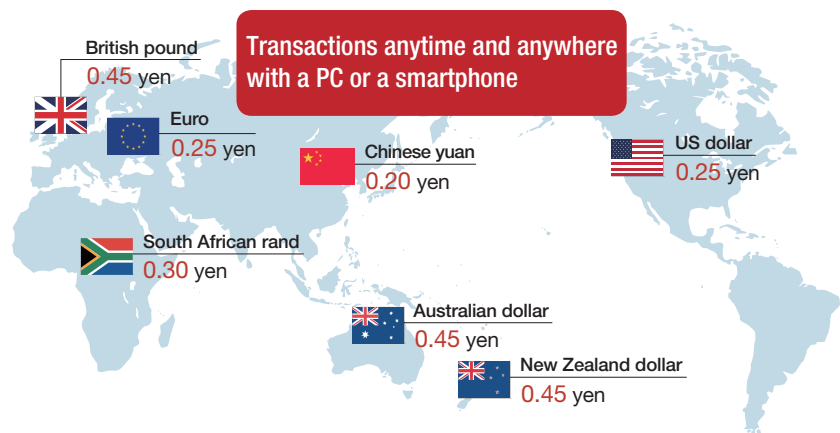 Transactions anytime and anywhere
with a PC or a smartphone
British pound
0.45 yen
Euro
0.25 yen
Chinese yuan
0.20 yen
US dollar
0.25 yen
South African rand
0.30 yen
Australian dollar
0.45 yen
New Zealand dollar
0.45 yen